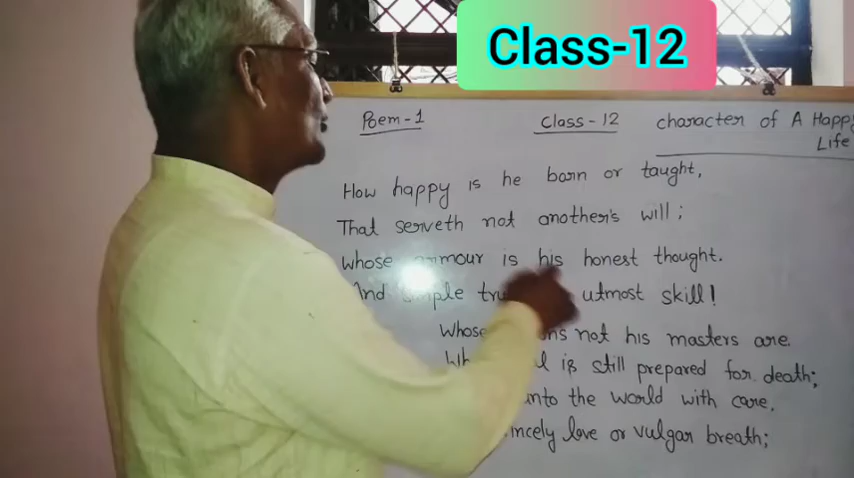 Class-12
Poem-1 Class-12 character of A Happy
Life
How happy is he born or taught,
That serveth not another's will;
whose armour is his honest thought.
And simple utmost skill!
Whose not his masters are.
is still prepared for death;
the world with care.
love or vulgar breath;